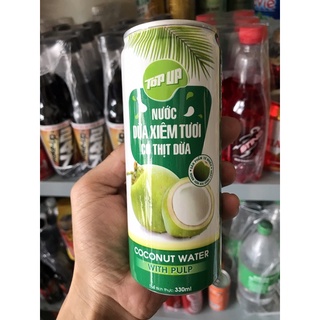 TOP UP
NƯỚC
DỪA XIÊM TƯƠI
CÓ THỊT DỪA
COCONUT WATER
WITH PULP
330ml